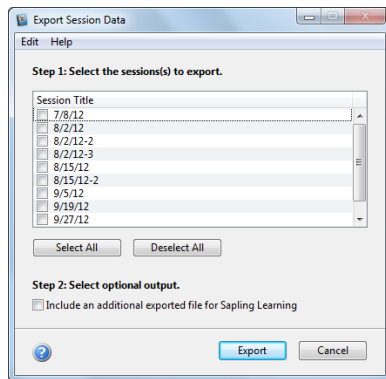 Export Session Data
Edit Help
Step 1: Select the sessions(s) to export.
Session Title
7/8/12
8/2/12
8/2/12-2
8/2/12-3
8/15/12
8/15/12-2
9/5/12
9/19/12
9/27/12
Select All Deselect All
Step 2: Select optional output.
Include an additional exported file for Sapling Learning
Export Cancel